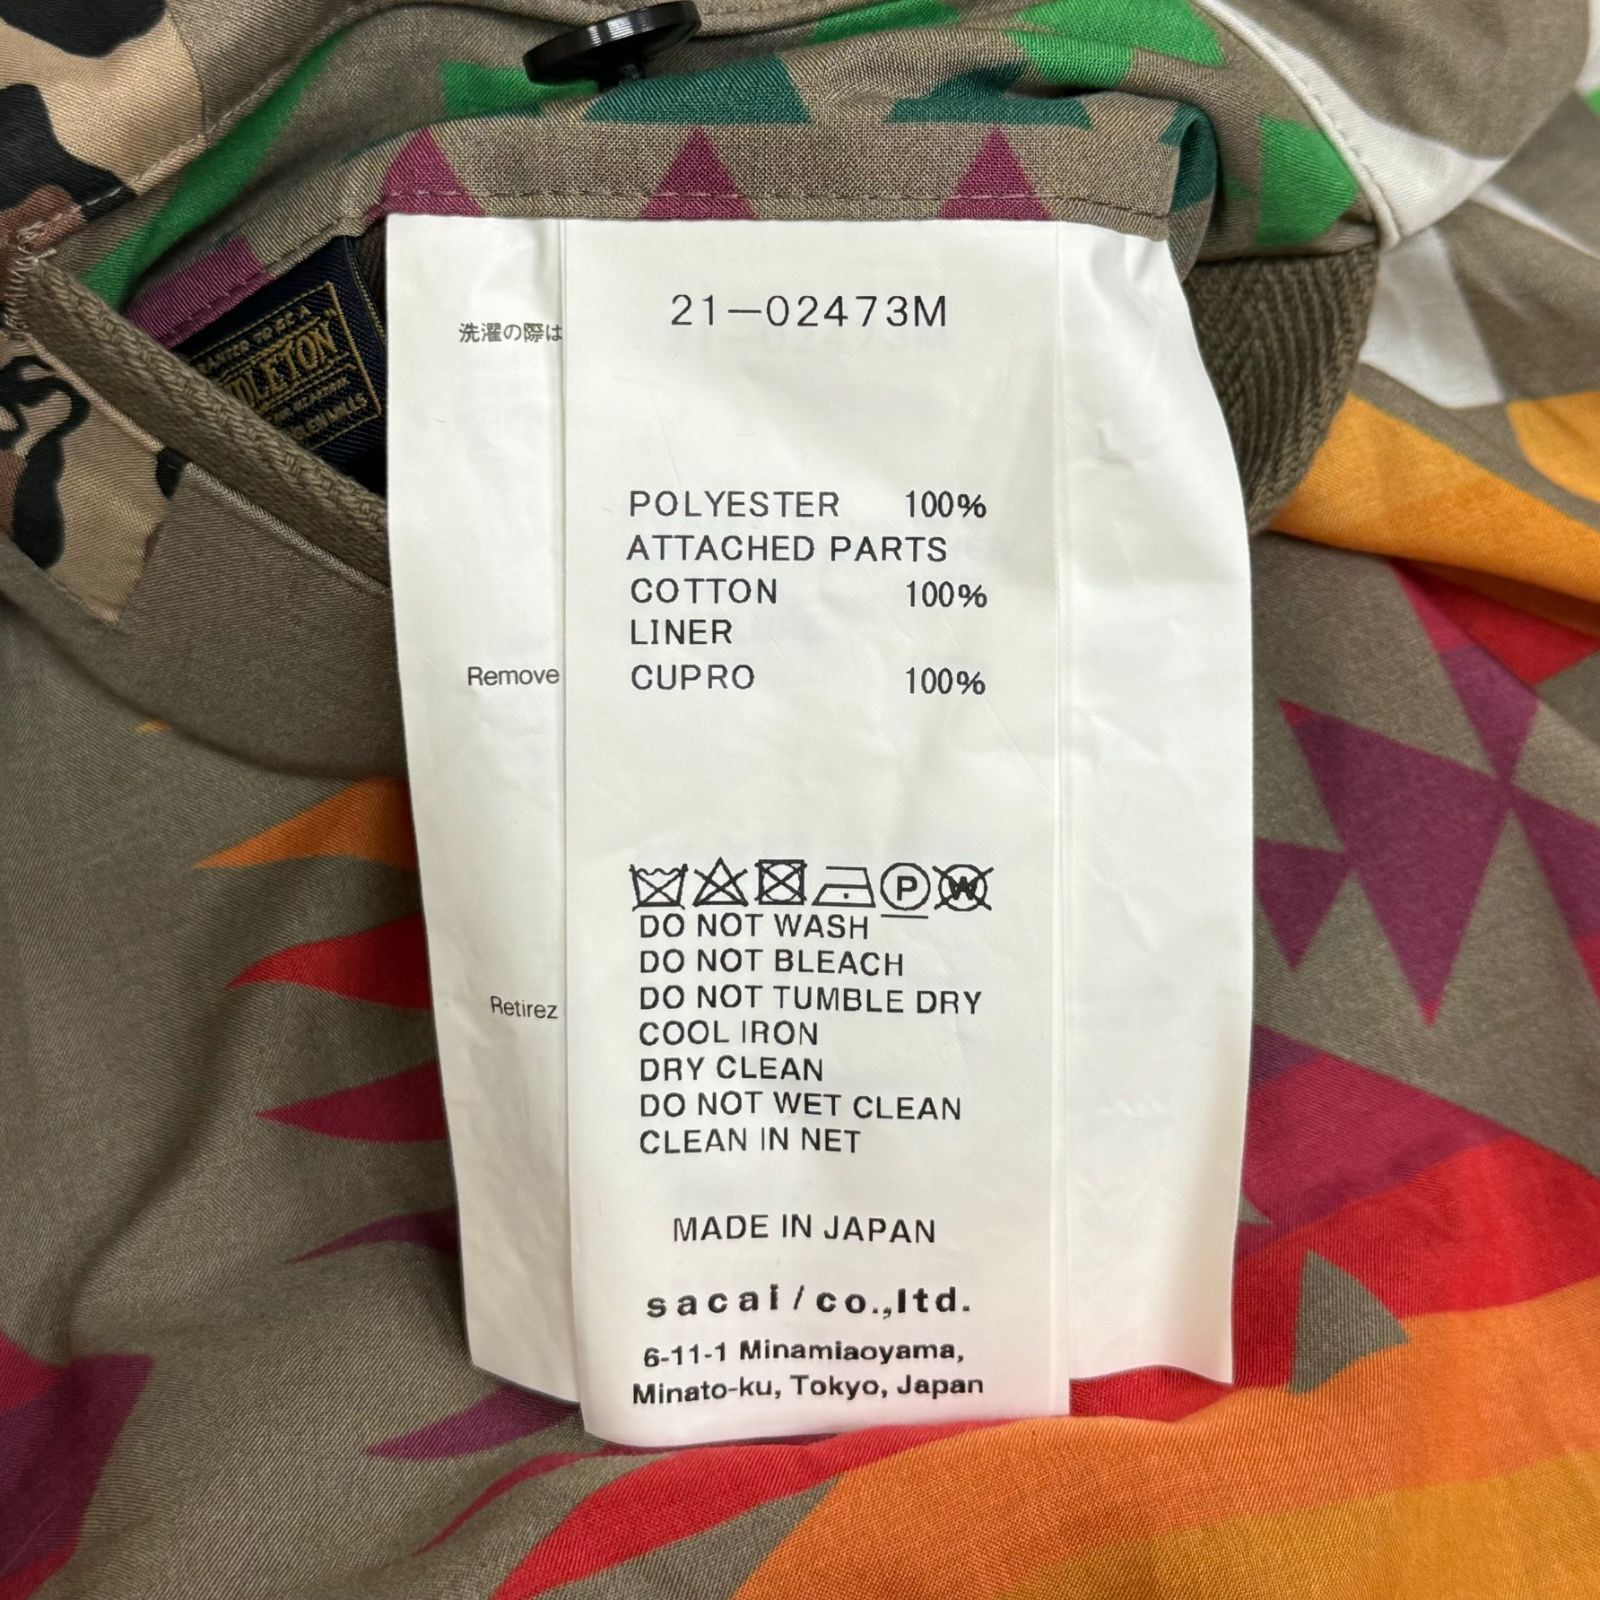 21-02473M
洗濯の際は
POLYESTER 100%
ATTACHED PARTS
COTTON 100%
LINER
CUPRO 100%
Remove
P W
DO NOT WASH
DO NOT BLEACH
DO NOT TUMBLE DRY
COOL IRON
DRY CLEAN
DO NOT WET CLEAN
CLEAN IN NET
Retirez
MADE IN JAPAN
sacai/co.,ltd.
6-11-1 Minamiaoyama,
Minato-ku, Tokyo, Japan
DLETON